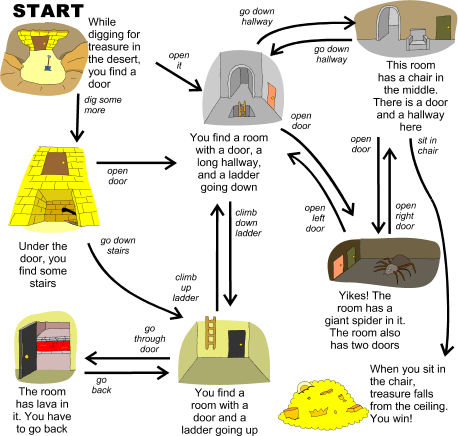 START
While
digging for
treasure in
the desert,
you find a
door
open
it
dig some
more
go down
hallway
go down
hallway
This room
has a chair in
the middle.
There is a door
and a hallway
here
You find a room
with a door, a
long hallway,
and a ladder
going down
open
door
open
door
sit in
chair
open
door
open
left
door
open
right
door
Under the
door, you
find some
stairs
go down
stairs
climb
down
ladder
climb
up
ladder
Yikes! The
room has a
giant spider in it.
The room also
has two doors
go
through
door
go
back
The room
has lava in
it. You have
to go back
You find a
room with a
door and a
ladder going up
When you sit in
the chair,
treasure falls
from the ceiling.
You win!